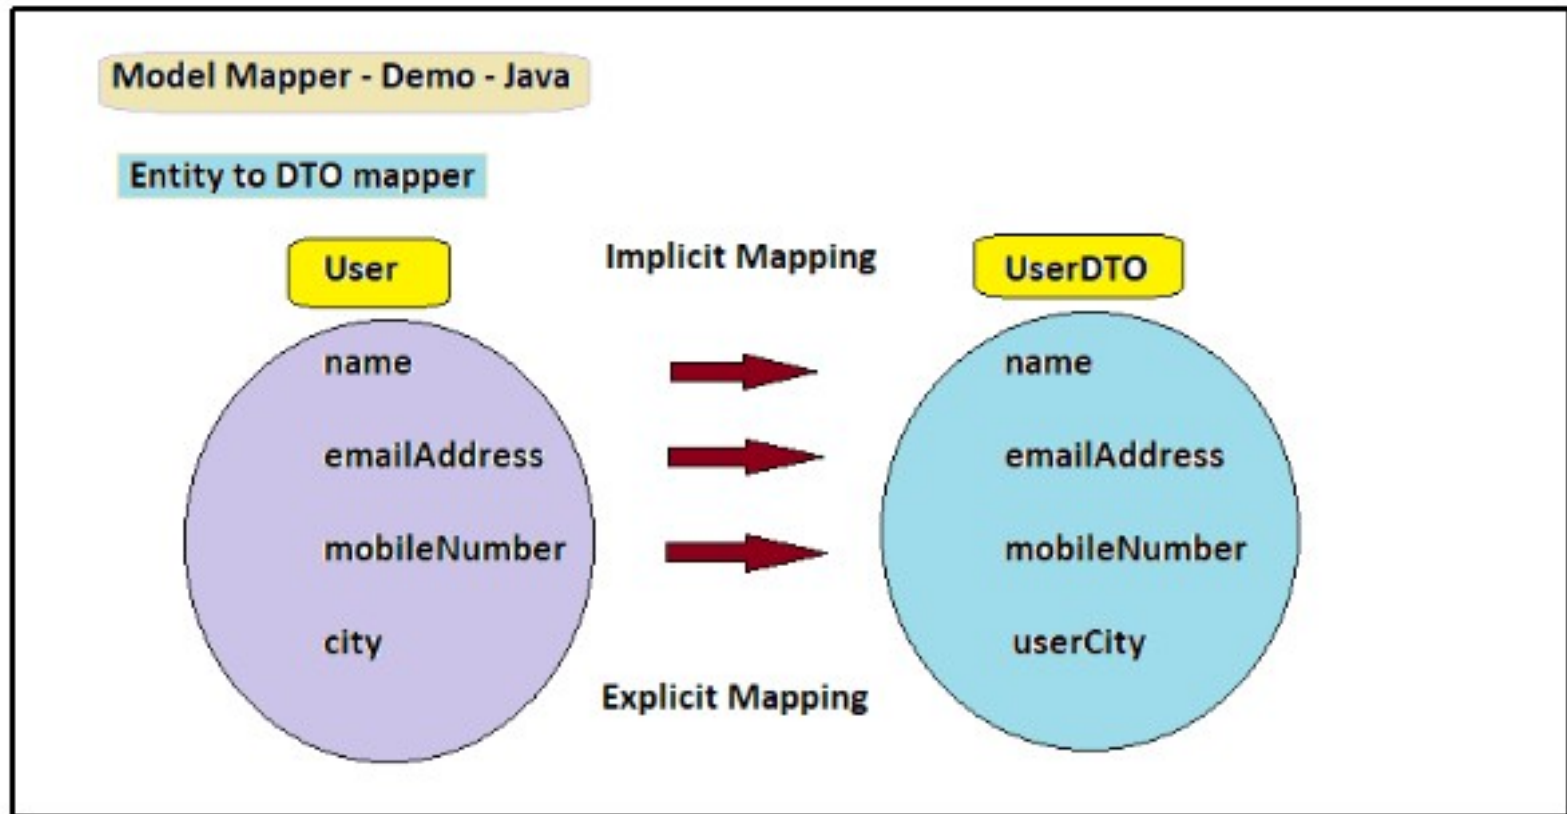 Model Mapper - Demo - Java
Entity to DTO mapper
User
Implicit Mapping
UserDTO
name
name
emailAddress
emailAddress
mobileNumber
mobileNumber
city
userCity
Explicit Mapping